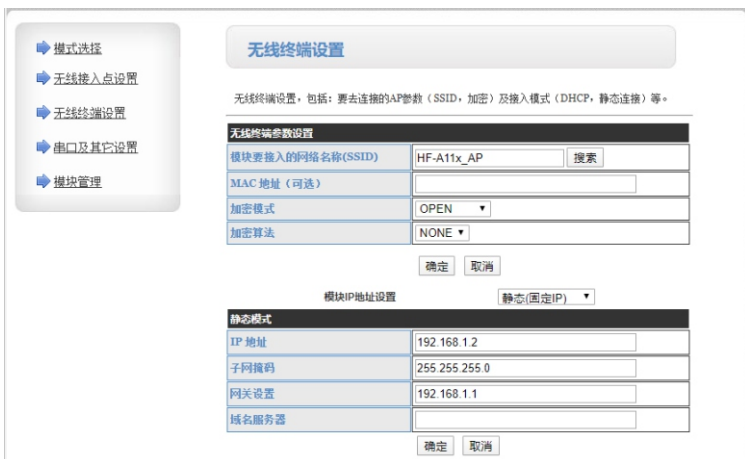 模式选择
无线接入点设置
无线终端设置
串口及其它设置
模块管理
无线终端设置
无线终端设置，包括：要去连接的AP参数（SSID，加密）及接入模式（DHCP，静态连接）等。
无线终端参数设置
模块要接入的网络名称(SSID) HF-A11x_AP 搜索
MAC 地址（可选）
加密模式 OPEN
加密算法 NONE
确定 取消
模块IP地址设置 静态(固定IP)
静态模式
IP 地址 192.168.1.2
子网掩码 255.255.255.0
网关设置 192.168.1.1
域名服务器
确定 取消